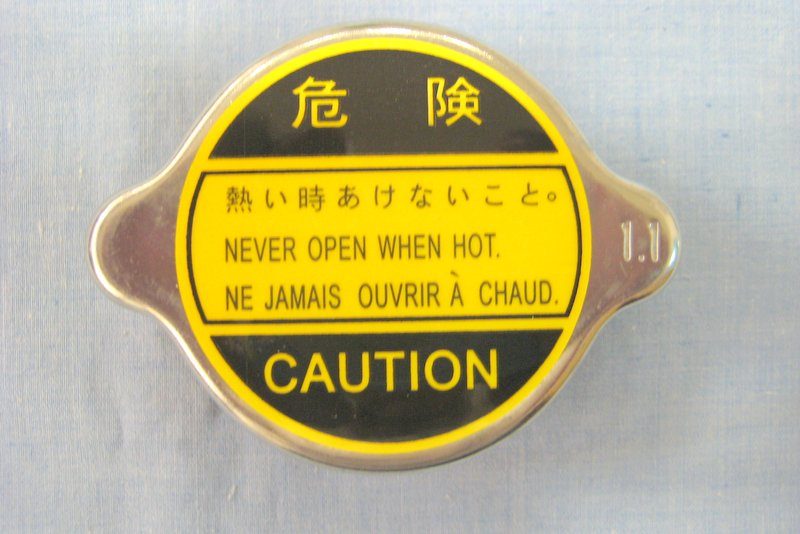 危険
熱い時あけないこと。
NEVER OPEN WHEN HOT.
NE JAMAIS OUVRIR À CHAUD.
CAUTION
1.1